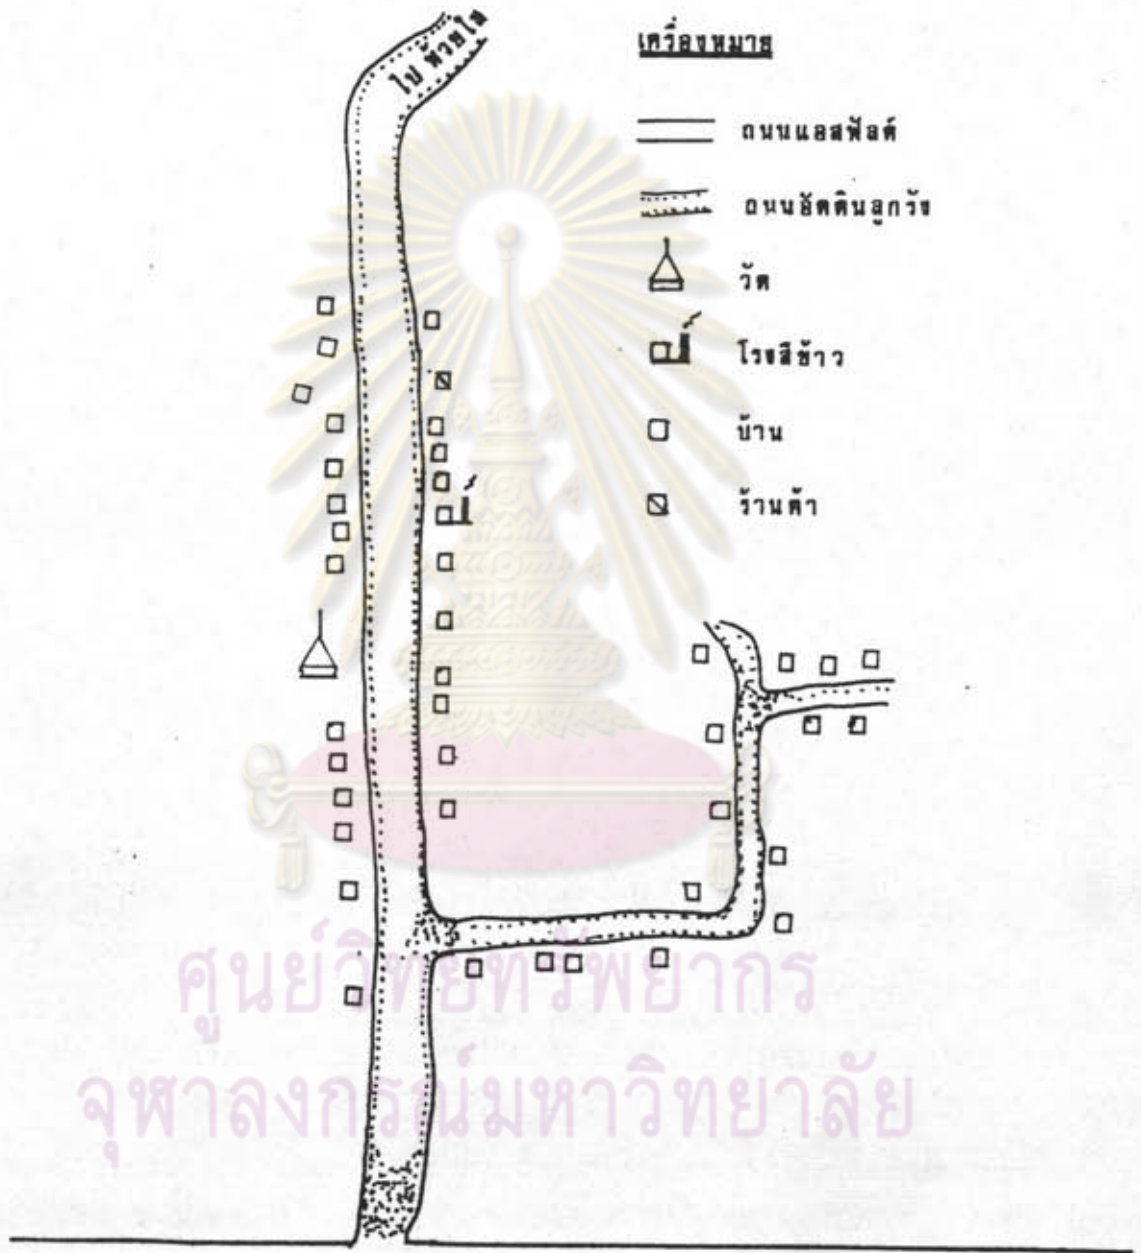 ไป ห้วยไผ่
เครื่องหมาย
ถนนแอสฟัลต์
ถนนอัดดินลูกรัง
วัด
โรงสีข้าว
บ้าน
ร้านค้า
ศูนย์วิทยทรัพยากร
จุฬาลงกรณ์มหาวิทยาลัย